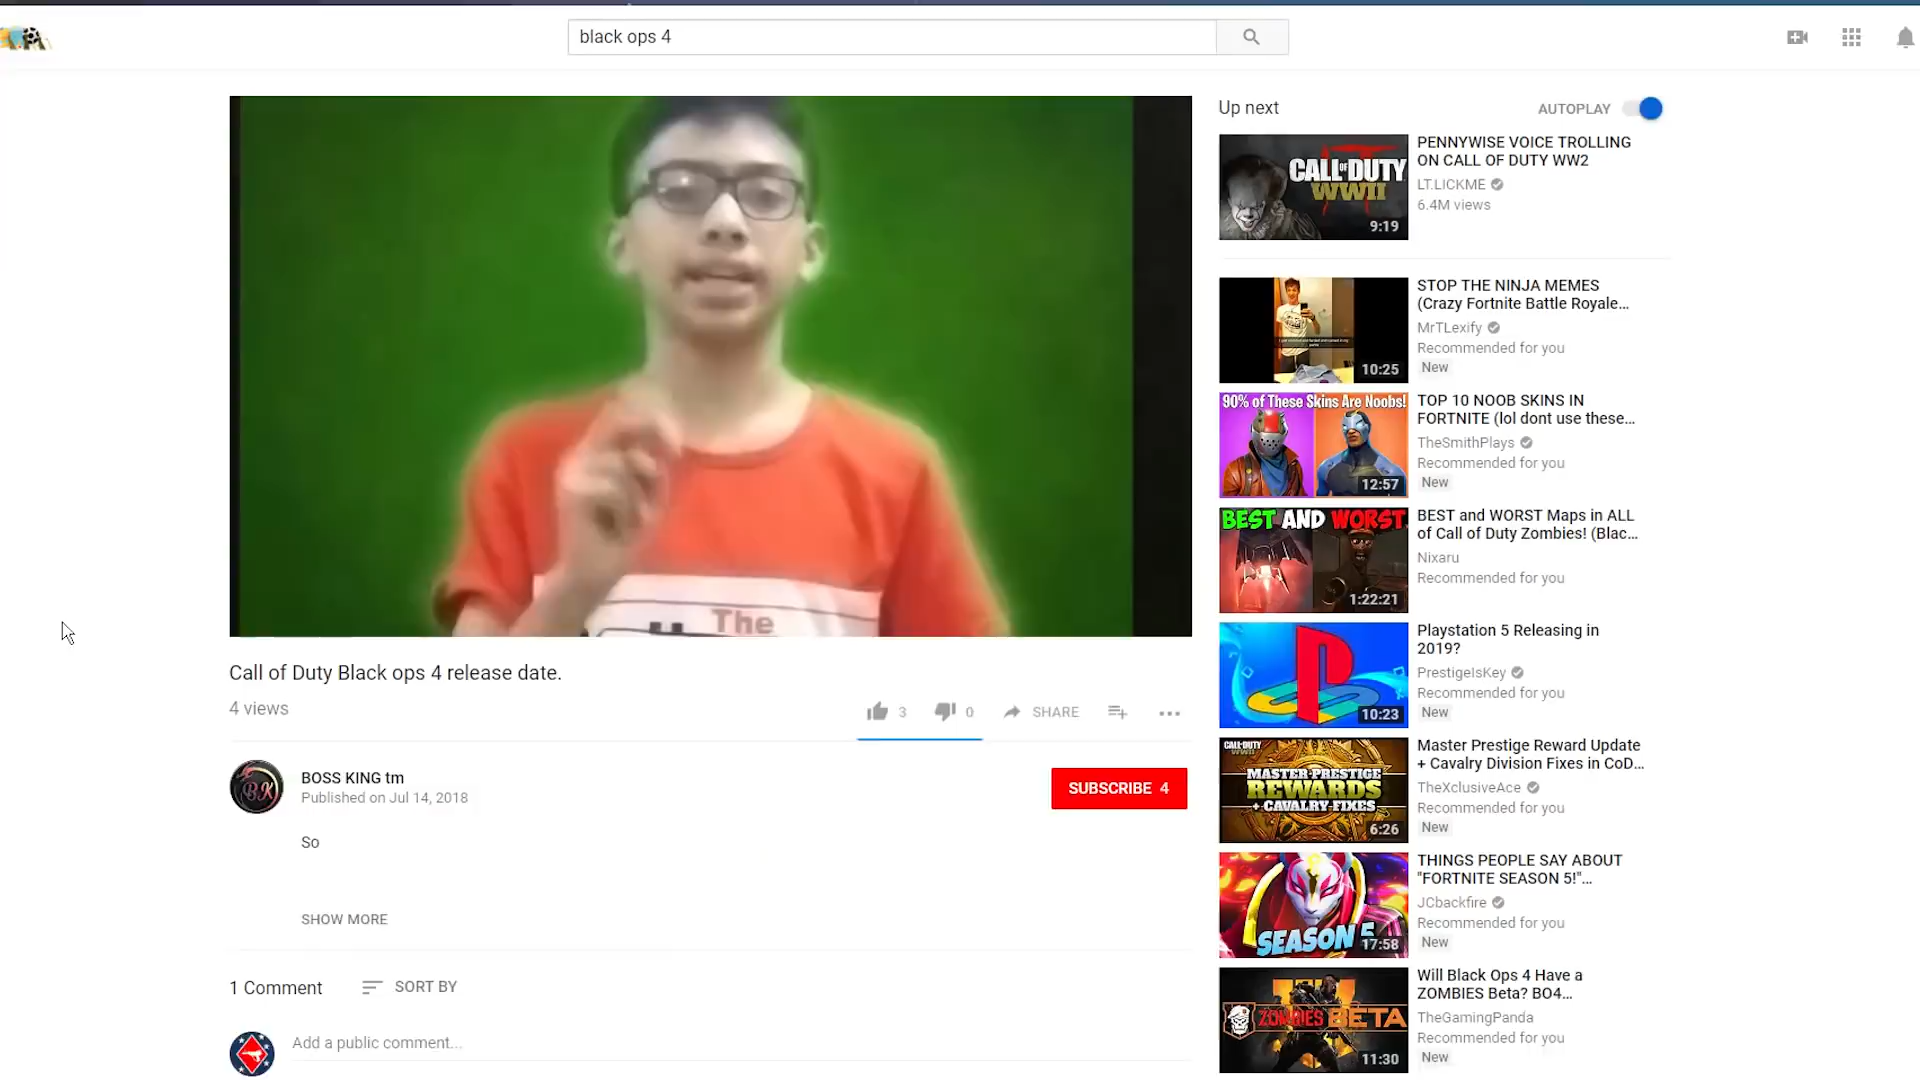 black ops 4
The
Call of Duty Black ops 4 release date.
4 views
3
0
SHARE
BK
BOSS KING tm
Published on Jul 14, 2018
SUBSCRIBE 4
So
SHOW MORE
1 Comment
SORT BY
Add a public comment...
Up next
AUTOPLAY
CALL OF DUTY
WWII
9:19
PENNYWISE VOICE TROLLING
ON CALL OF DUTY WW2
LT.LICKME
6.4M views
10:25
STOP THE NINJA MEMES
(Crazy Fortnite Battle Royale...
MrTLexify
Recommended for you
New
90% of These Skins Are Noobs!
12:57
TOP 10 NOOB SKINS IN
FORTNITE (lol dont use these...
TheSmithPlays
Recommended for you
New
BEST AND WORST
1:22:21
BEST and WORST Maps in ALL
of Call of Duty Zombies! (Blac...
Nixaru
Recommended for you
10:23
Playstation 5 Releasing in
2019?
PrestigeIsKey
Recommended for you
New
CALL·DUTY
WWII
MASTER PRESTIGE
REWARDS
+ CAVALRY FIXES
6:26
Master Prestige Reward Update
+ Cavalry Division Fixes in CoD...
TheXclusiveAce
Recommended for you
New
SEASON 5
17:58
THINGS PEOPLE SAY ABOUT
"FORTNITE SEASON 5!"...
JCbackfire
Recommended for you
New
ZOMBIES BETA
11:30
Will Black Ops 4 Have a
ZOMBIES Beta? BO4...
TheGamingPanda
Recommended for you
New